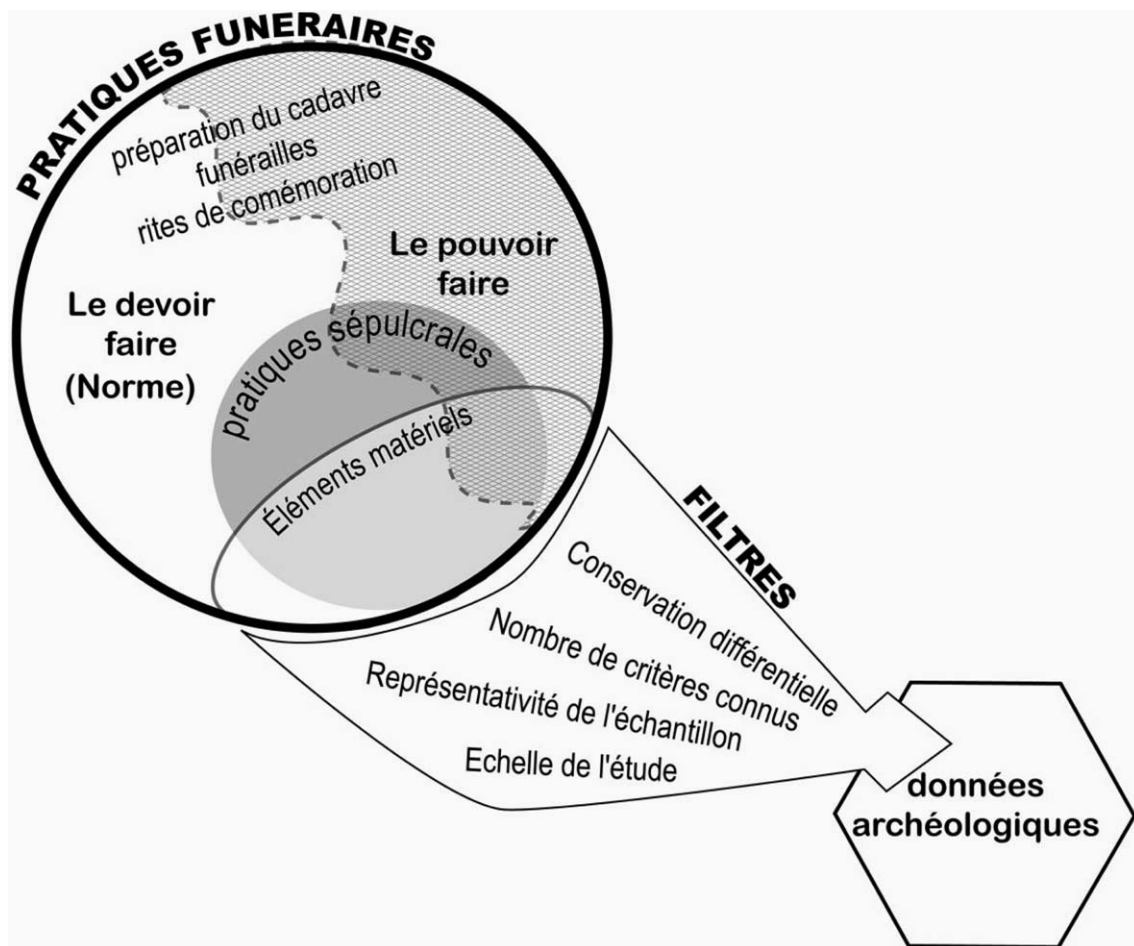 PRATIQUES FUNERAIRES
préparation du cadavre
funérailles
rites de comémoration
Le pouvoir
faire
Le devoir
faire
(Norme)
pratiques sépulcrales
Éléments matériels
FILTRES
Conservation différentielle
Nombre de critères connus
Représentativité de l'échantillon
Echelle de l'étude
données
archéologiques